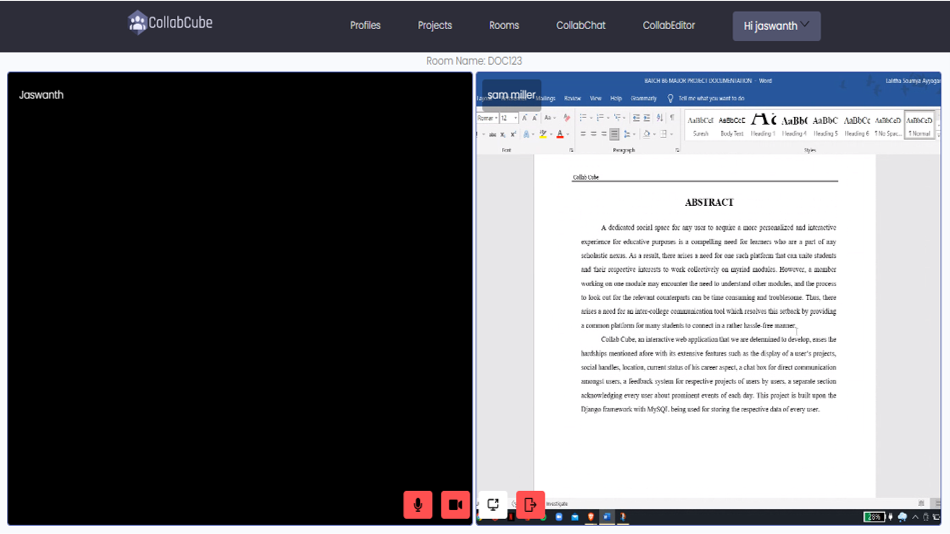 CollabCube
Profiles
Projects
Rooms
CollabChat
CollabEditor
Hi jaswanth
Room Name: DOC123
Jaswanth
sam miller
BATCH B6 MAJOR PROJECT DOCUMENTATION - Word
Mailings Review View Help Grammarly Tell me what you want to do
12
Aa
AaBbCcI AaBbCc AaBbC AaBbCc AaBbCc AaBbCcD AaBbCcD
Suresh Body Text Heading 1 Heading 4 Heading 5 Heading 6 ¶ No Spac... ¶ Normal
Font Paragraph Styles
Collab Cube
ABSTRACT
A dedicated social space for any user to acquire a more personalized and interactive
experience for educative purposes is a compelling need for learners who are a part of any
scholastic nexus. As a result, there arises a need for one such platform that can unite students
and their respective interests to work collectively on myriad modules. However, a member
working on one module may encounter the need to understand other modules, and the process
to look out for the relevant counterparts can be time consuming and troublesome. Thus, there
arises a need for an inter-college communication tool which resolves this setback by providing
a common platform for many students to connect in a rather hassle-free manner.
Collab Cube, an interactive web application that we are determined to develop, eases the
hardships mentioned afore with its extensive features such as the display of a user's projects,
social handles, location, current status of his career aspect, a chat box for direct communication
amongst users, a feedback system for respective projects of users by users, a separate section
acknowledging every user about prominent events of each day. This project is built upon the
Django framework with MySQL being used for storing the respective data of every user.
28%